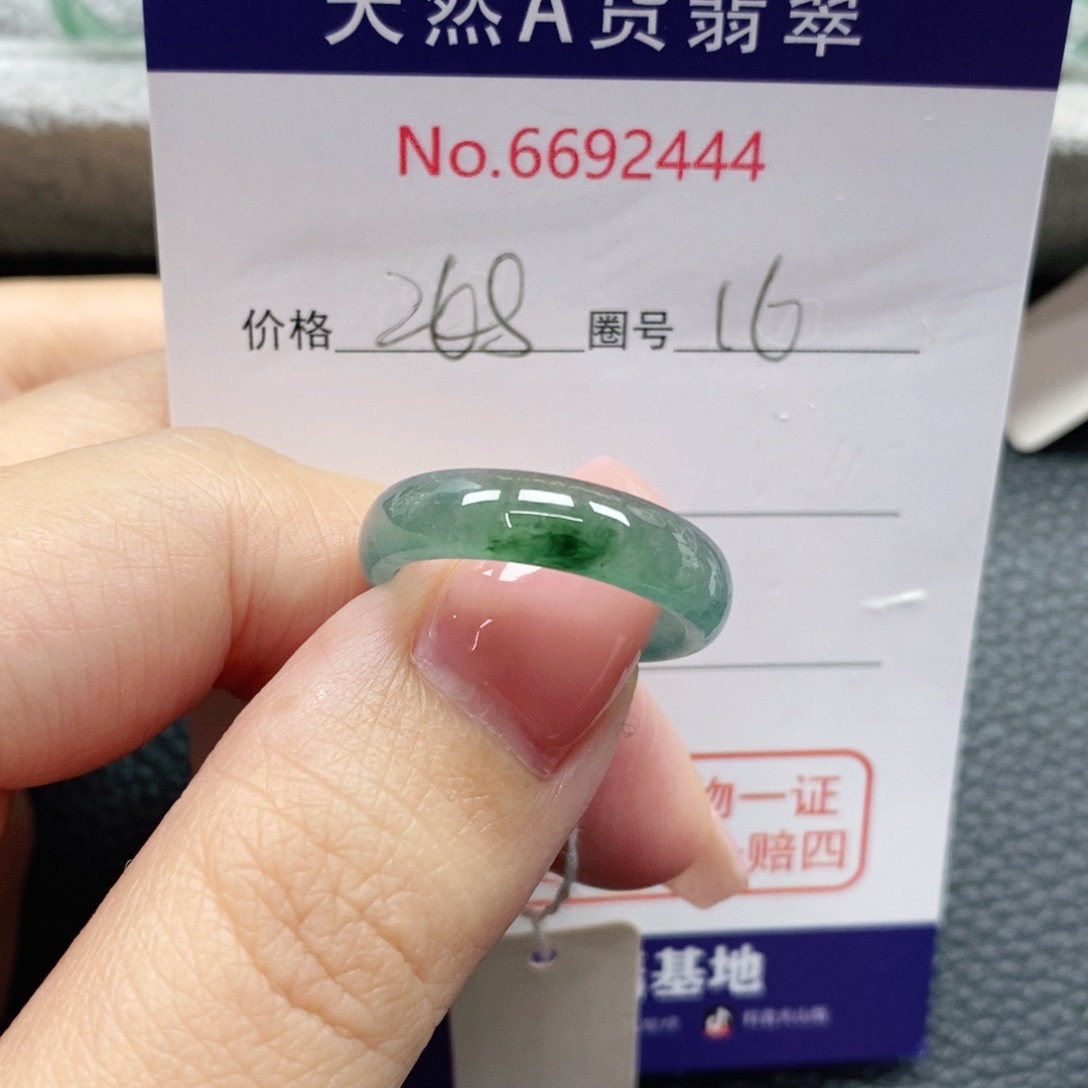 天然A货翡翠
No.6692444
价格 268 圈号 16
物一证
赔四
基地